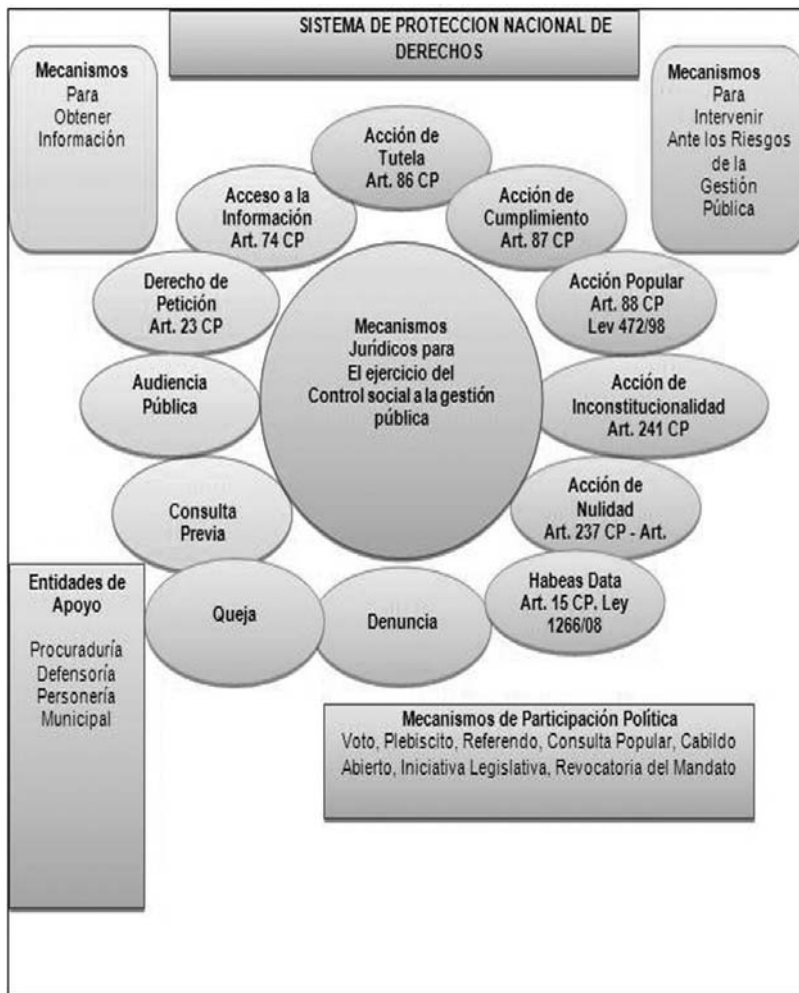 SISTEMA DE PROTECCION NACIONAL DE
DERECHOS
Mecanismos
Para
Obtener
Información
Mecanismos
Para
Intervenir
Ante los Riesgos
de la
Gestión
Pública
Acción de
Tutela
Art. 86 CP
Acceso a la
Información
Art. 74 CP
Acción de
Cumplimiento
Art. 87 CP
Derecho de
Petición
Art. 23 CP
Acción Popular
Art. 88 CP
Lev 472/98
Mecanismos
Jurídicos para
El ejercicio del
Control social a la gestión
pública
Audiencia
Pública
Acción de
Inconstitucionalidad
Art. 241 CP
Consulta
Previa
Acción de
Nulidad
Art. 237 CP - Art.
Queja
Denuncia
Habeas Data
Art. 15 CP. Ley
1266/08
Entidades de
Apoyo
Procuraduría
Defensoría
Personería
Municipal
Mecanismos de Participación Política
Voto, Plebiscito, Referendo, Consulta Popular, Cabildo
Abierto, Iniciativa Legislativa, Revocatoria del Mandato